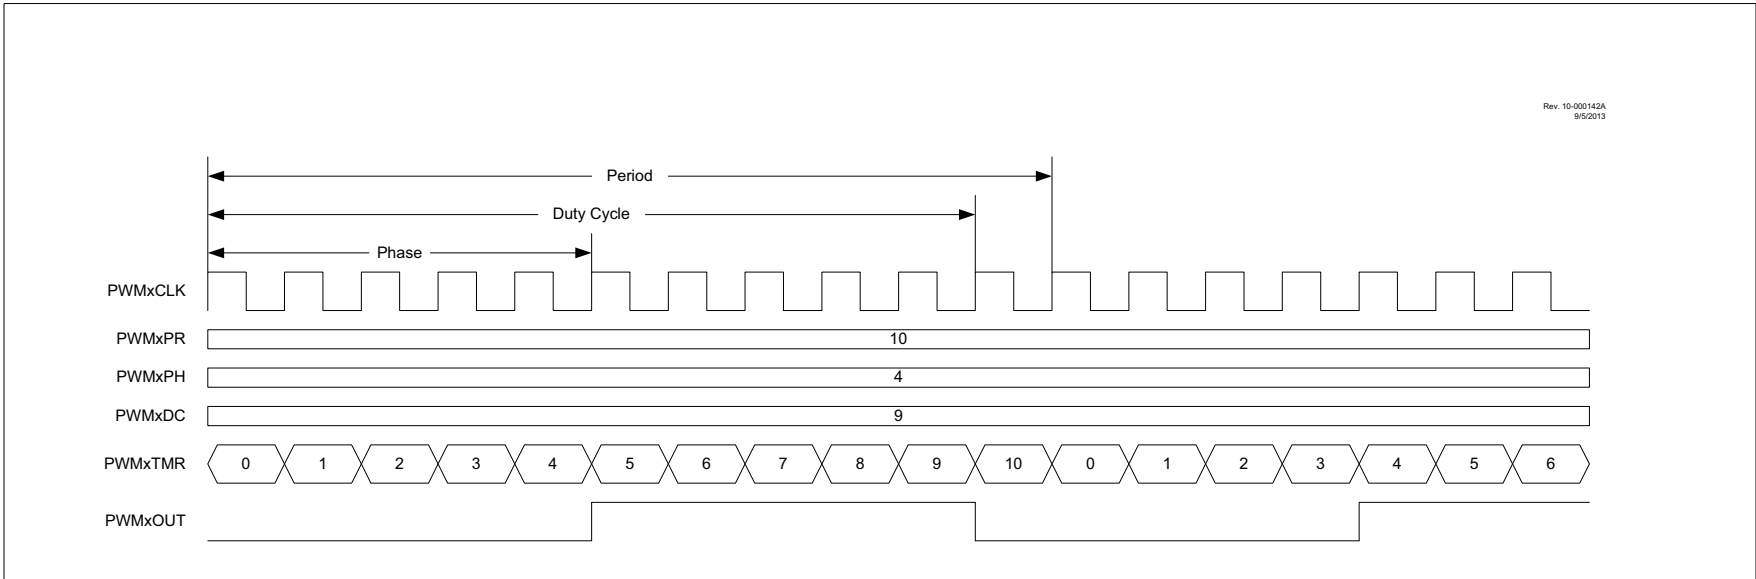 Rev. 10-000142A
9/5/2013
Period
Duty Cycle
Phase
PWMxCLK
PWMxPR 10
PWMxPH 4
PWMxDC 9
PWMxTMR 0 1 2 3 4 5 6 7 8 9 10 0 1 2 3 4 5 6
PWMxOUT